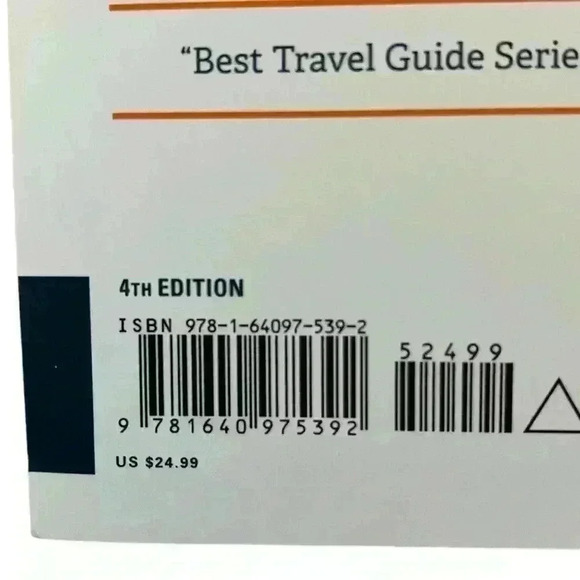 “Best Travel Guide Serie
4TH EDITION
ISBN 978-1-64097-539-2
52499
9 781640 975392
US $24.99